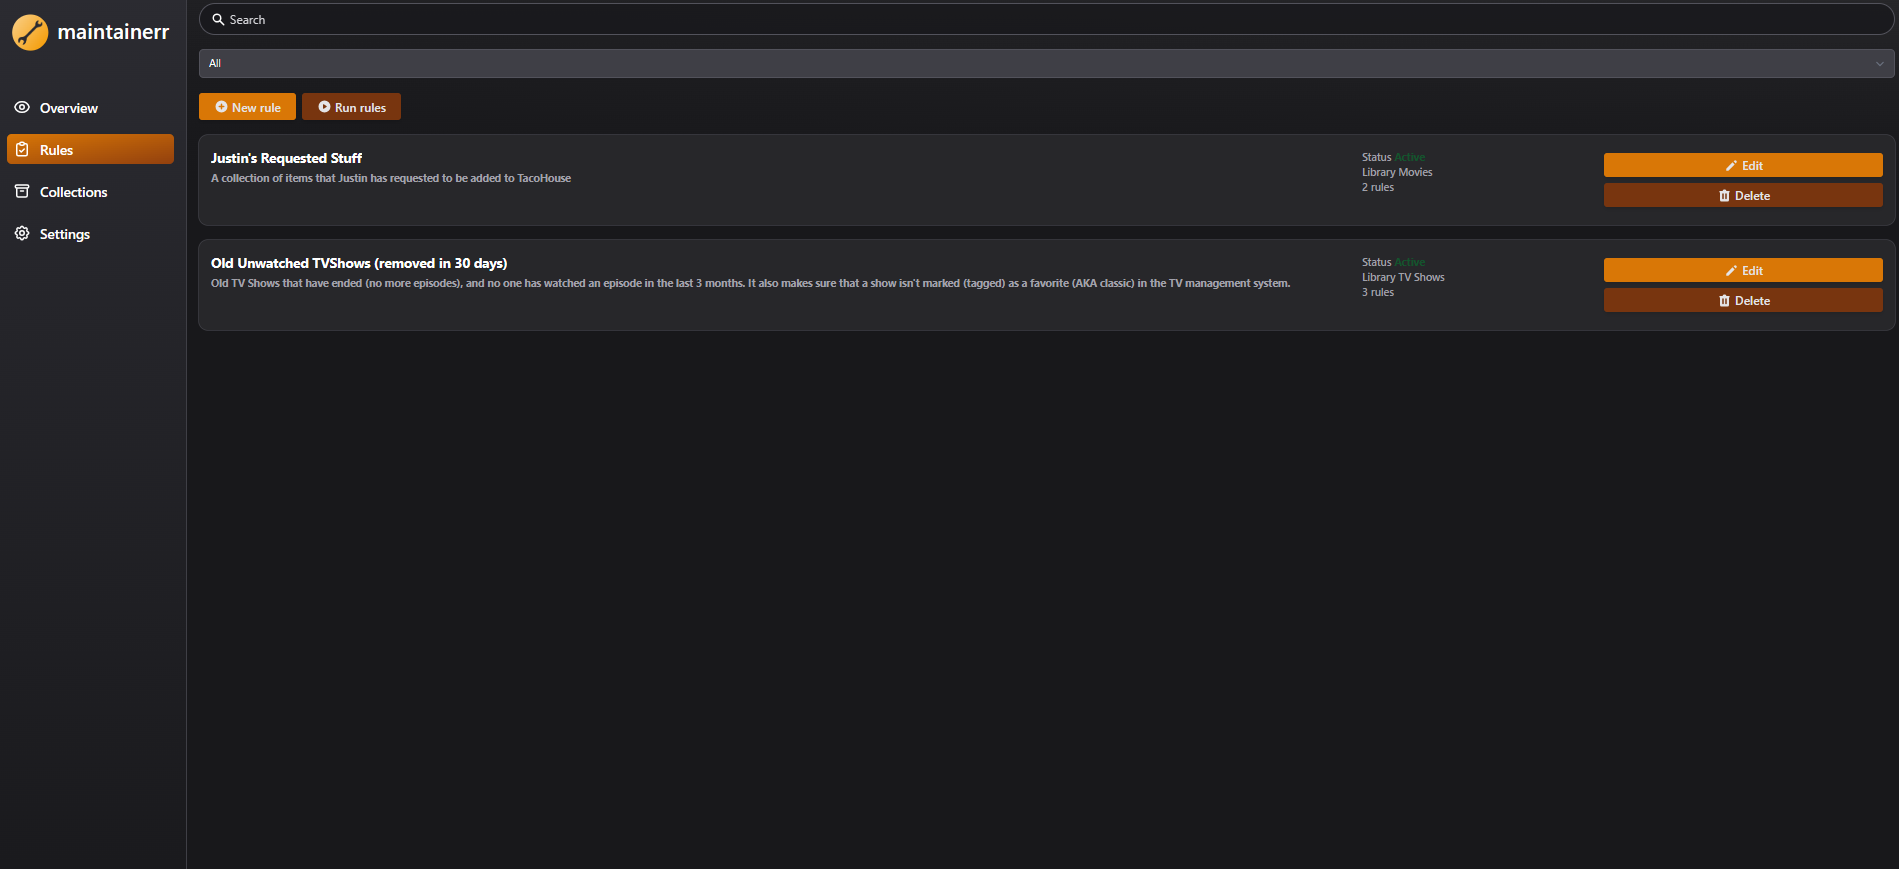 maintainerr
Search
All
Overview
Rules
Collections
Settings
New rule
Run rules
Justin's Requested Stuff
A collection of items that Justin has requested to be added to TacoHouse
Status Active
Library Movies
2 rules
Edit
Delete
Old Unwatched TVShows (removed in 30 days)
Old TV Shows that have ended (no more episodes), and no one has watched an episode in the last 3 months. It also makes sure that a show isn't marked (tagged) as a favorite (AKA classic) in the TV management system.
Status Active
Library TV Shows
3 rules
Edit
Delete